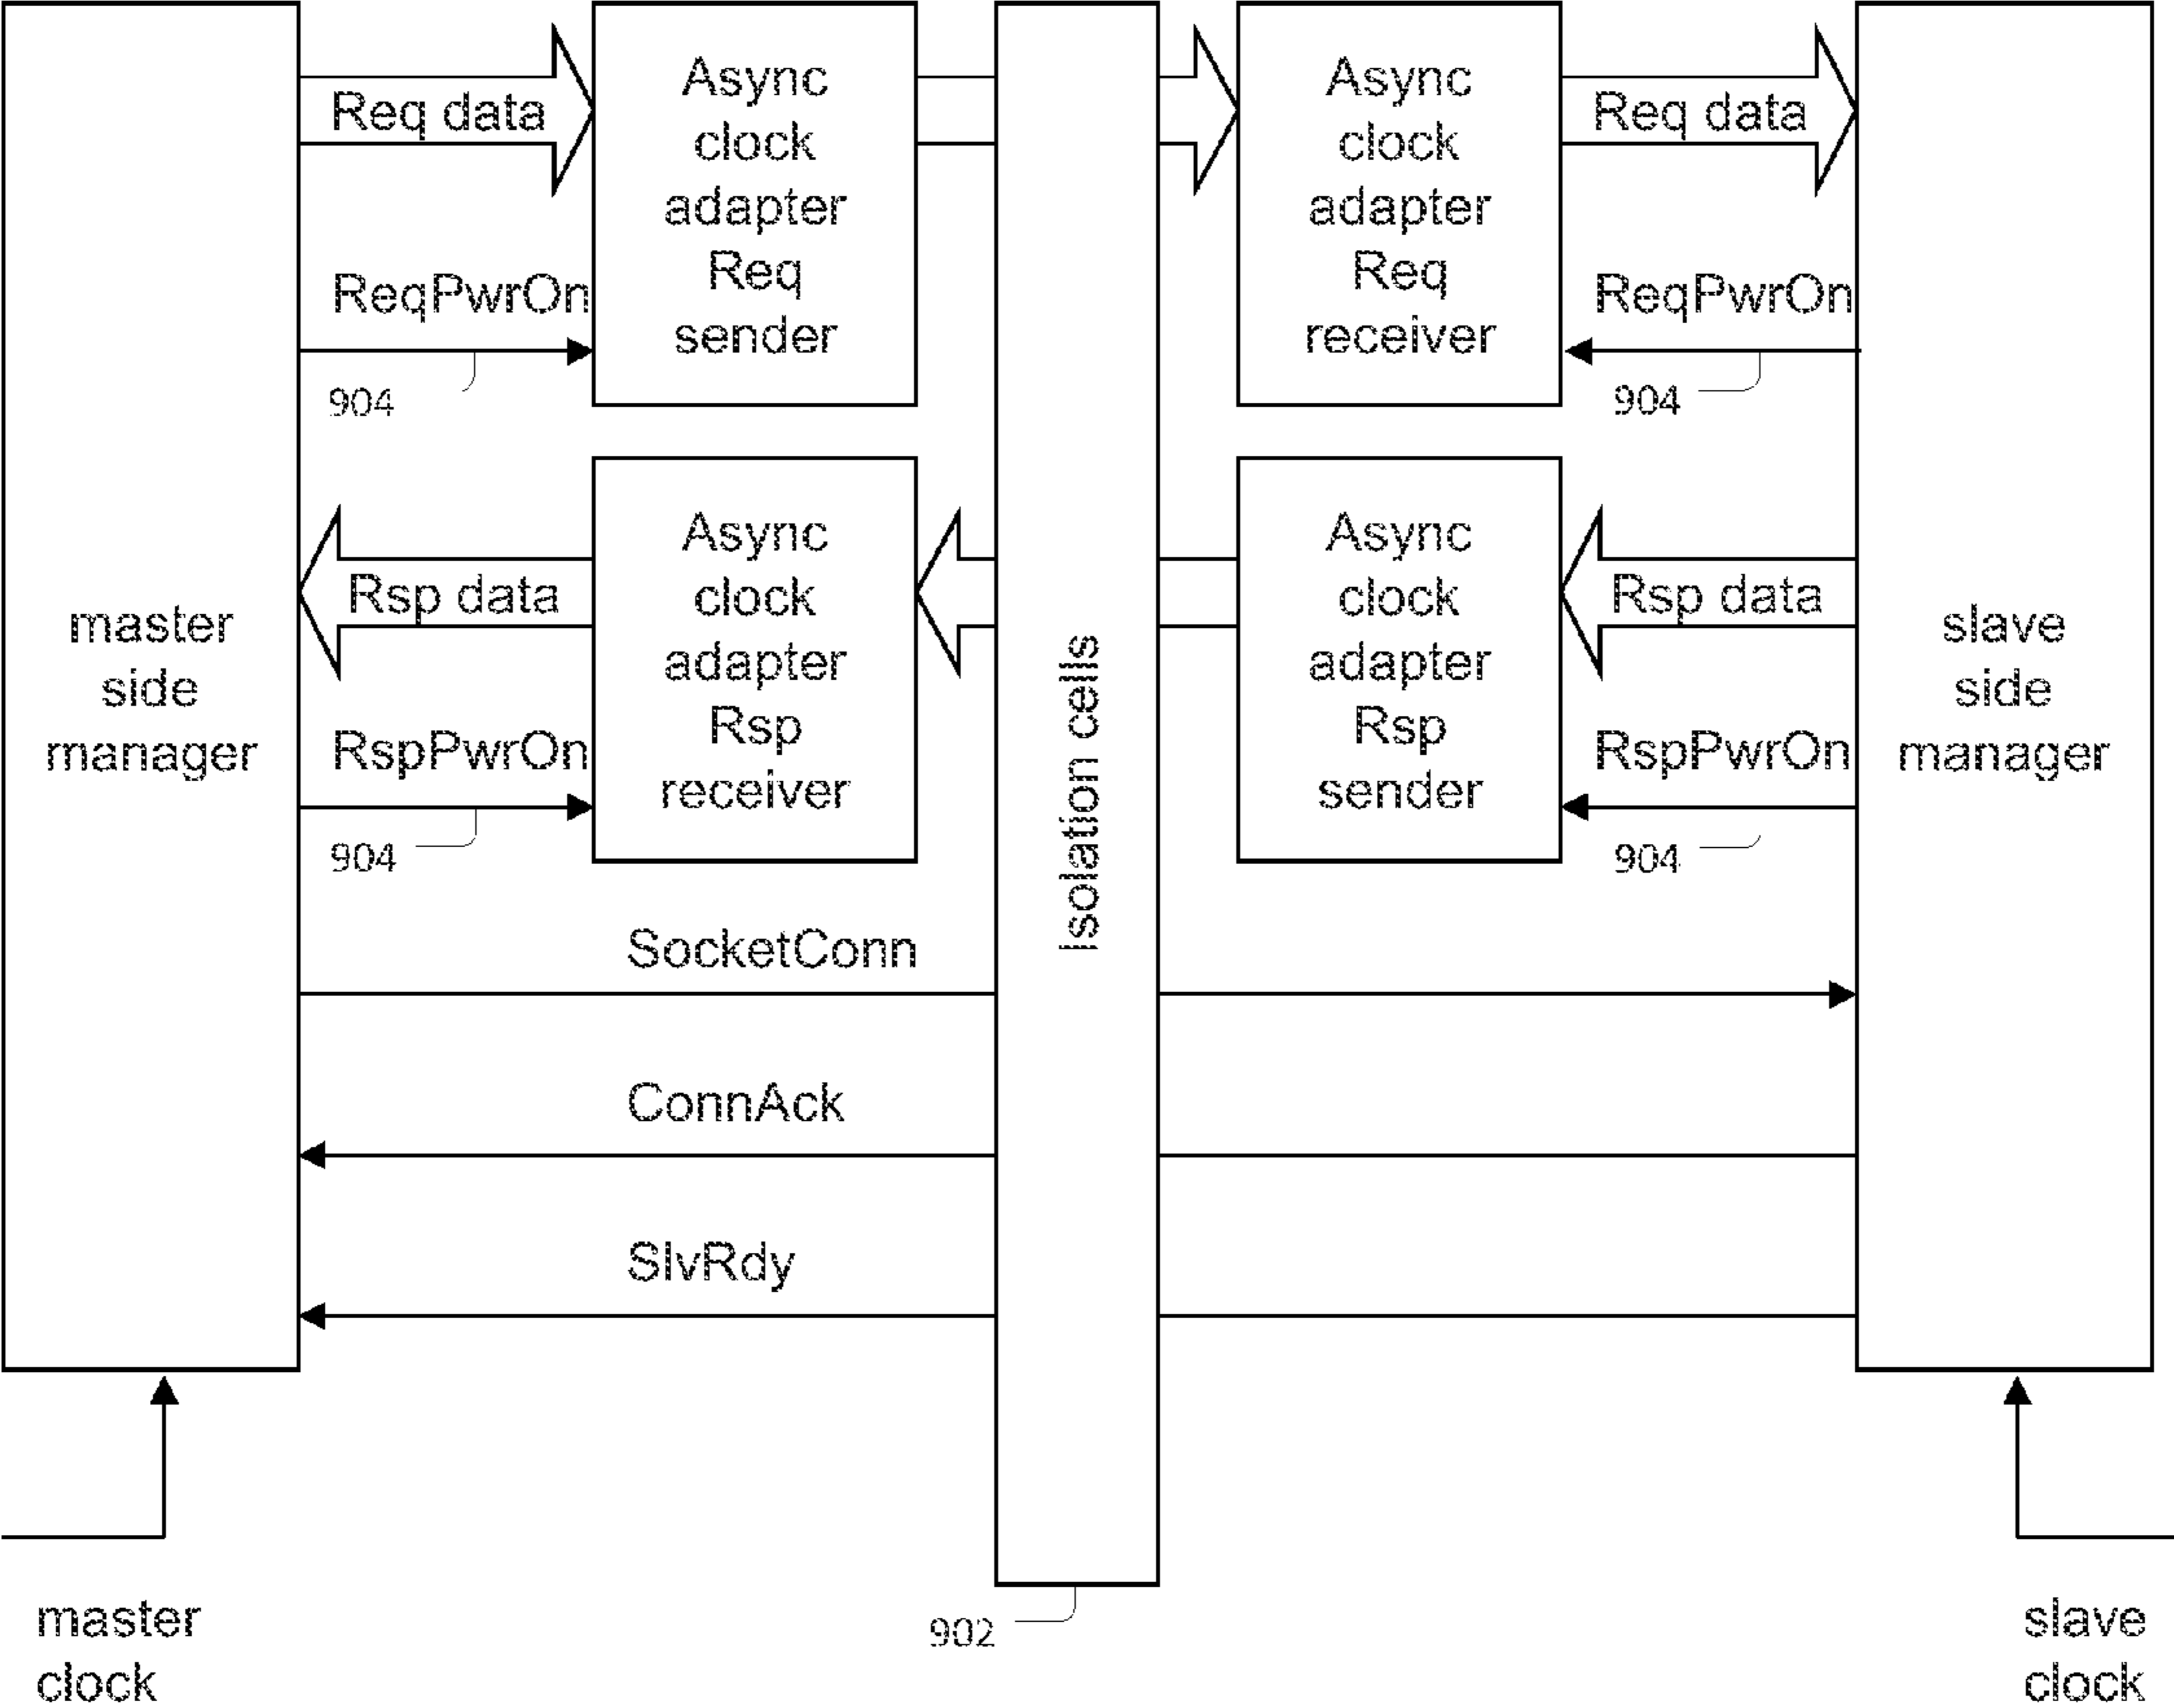 Req data
Async
clock
adapter
Req
sender
Async
clock
adapter
Req
receiver
Req data
ReqPwrOn
ReqPwrOn
904
904
master
side
manager
Rsp data
Async
clock
adapter
Rsp
receiver
Isolation cells
Async
clock
adapter
Rsp
sender
Rsp data
slave
side
manager
RspPwrOn
RspPwrOn
904
904
SocketConn
ConnAck
SlvRdy
902
master
clock
slave
clock